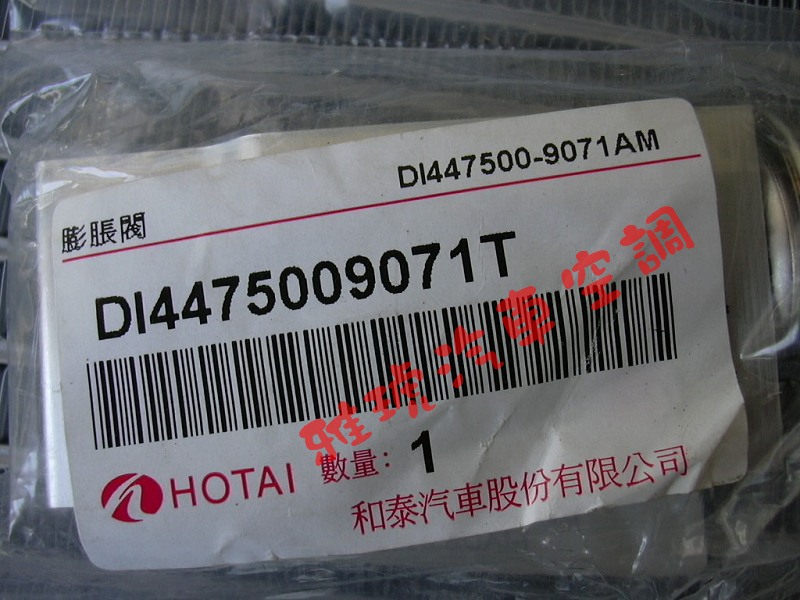 DI447500-9071AM
膨脹閥
DI4475009071T
雅琥汽車空調
數量: 1
HOTAI
和泰汽車股份有限公司